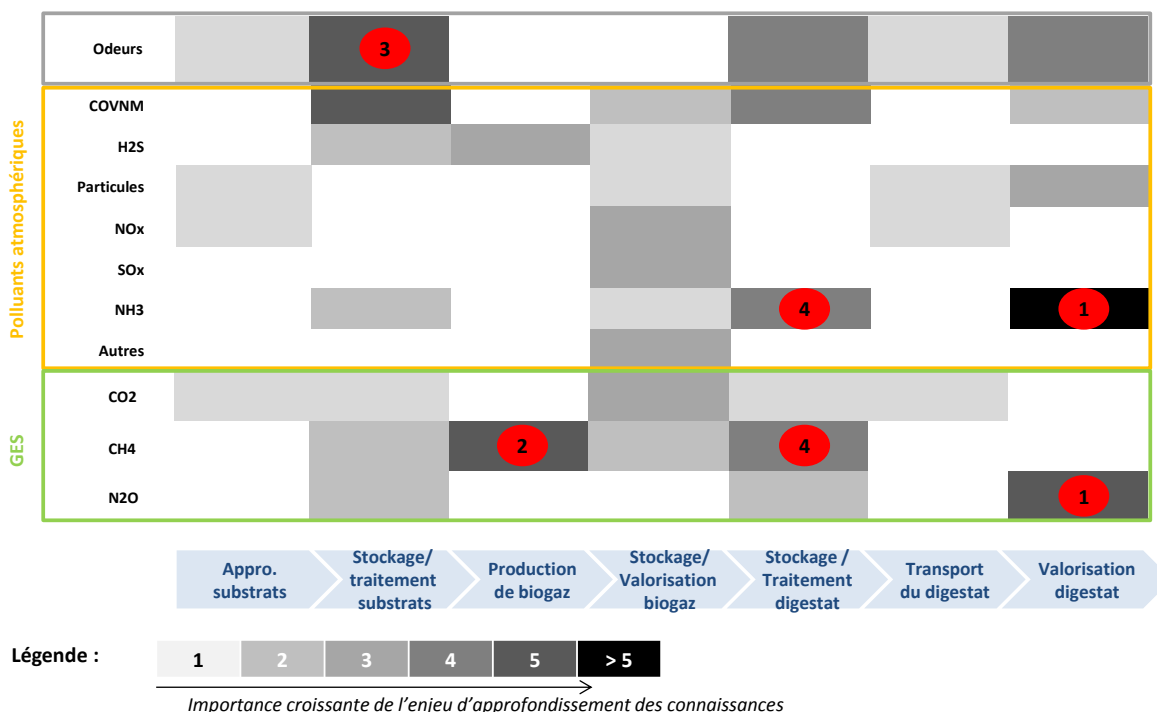 Odeurs
3
COVNM
H2S
Particules
NOx
SOx
NH3
4
1
Autres
Polluants atmosphériques
CO2
CH4
2
4
N2O
1
GES
Appro.
substrats
Stockage/
traitement
substrats
Production
de biogaz
Stockage/
Valorisation
biogaz
Stockage /
Traitement
digestat
Transport
du digestat
Valorisation
digestat
Légende :
1 2 3 4 5 > 5
Importance croissante de l'enjeu d'approfondissement des connaissances